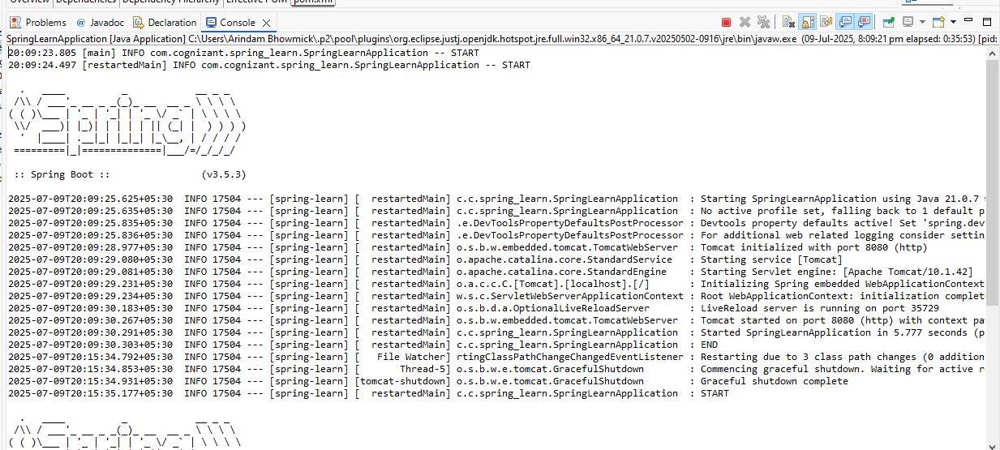 Overview Dependencies Dependency Hierarchy Effective POM pom.xml
Problems @ Javadoc Declaration Console
SpringLearnApplication [Java Application] C:\Users\Arindam Bhowmick\.p2\pool\plugins\org.eclipse.justj.openjdk.hotspot.jre.full.win32.x86_64_21.0.7.v20250502-0916\jre\bin\javaw.exe (09-Jul-2025, 8:09:21 pm elapsed: 0:35:53) [pid:
20:09:23.805 [main] INFO com.cognizant.spring_learn.SpringLearnApplication -- START
20:09:24.497 [restartedMain] INFO com.cognizant.spring_learn.SpringLearnApplication -- START
Spring
:: Spring Boot :: (v3.5.3)
2025-07-09T20:09:25.625+05:30 INFO 17504 --- [spring-learn] [ restartedMain] c.c.spring_learn.SpringLearnApplication : Starting SpringLearnApplication using Java 21.0.7
2025-07-09T20:09:25.635+05:30 INFO 17504 --- [spring-learn] [ restartedMain] c.c.spring_learn.SpringLearnApplication : No active profile set, falling back to 1 default p
2025-07-09T20:09:25.835+05:30 INFO 17504 --- [spring-learn] [ restartedMain] .e.DevToolsPropertyDefaultsPostProcessor : Devtools property defaults active! Set 'spring.dev
2025-07-09T20:09:25.836+05:30 INFO 17504 --- [spring-learn] [ restartedMain] .e.DevToolsPropertyDefaultsPostProcessor : For additional web related logging consider settin
2025-07-09T20:09:28.977+05:30 INFO 17504 --- [spring-learn] [ restartedMain] o.s.b.w.embedded.tomcat.TomcatWebServer : Tomcat initialized with port 8080 (http)
2025-07-09T20:09:29.080+05:30 INFO 17504 --- [spring-learn] [ restartedMain] o.apache.catalina.core.StandardService : Starting service [Tomcat]
2025-07-09T20:09:29.081+05:30 INFO 17504 --- [spring-learn] [ restartedMain] o.apache.catalina.core.StandardEngine : Starting Servlet engine: [Apache Tomcat/10.1.42]
2025-07-09T20:09:29.231+05:30 INFO 17504 --- [spring-learn] [ restartedMain] o.a.c.c.C.[Tomcat].[localhost].[/] : Initializing Spring embedded WebApplicationContext
2025-07-09T20:09:29.234+05:30 INFO 17504 --- [spring-learn] [ restartedMain] w.s.c.ServletWebServerApplicationContext : Root WebApplicationContext: initialization complet
2025-07-09T20:09:30.183+05:30 INFO 17504 --- [spring-learn] [ restartedMain] o.s.b.d.a.OptionalLiveReloadServer : LiveReload server is running on port 35729
2025-07-09T20:09:30.267+05:30 INFO 17504 --- [spring-learn] [ restartedMain] o.s.b.w.embedded.tomcat.TomcatWebServer : Tomcat started on port 8080 (http) with context pa
2025-07-09T20:09:30.291+05:30 INFO 17504 --- [spring-learn] [ restartedMain] c.c.spring_learn.SpringLearnApplication : Started SpringLearnApplication in 5.777 seconds (p
2025-07-09T20:09:30.303+05:30 INFO 17504 --- [spring-learn] [ restartedMain] c.c.spring_learn.SpringLearnApplication : END
2025-07-09T20:15:34.792+05:30 INFO 17504 --- [spring-learn] [ File Watcher] rtingClassPathChangeChangedEventListener : Restarting due to 3 class path changes (0 addition
2025-07-09T20:15:34.853+05:30 INFO 17504 --- [spring-learn] [ Thread-5] o.s.b.w.e.tomcat.GracefulShutdown : Commencing graceful shutdown. Waiting for active r
2025-07-09T20:15:34.931+05:30 INFO 17504 --- [spring-learn] [tomcat-shutdown] o.s.b.w.e.tomcat.GracefulShutdown : Graceful shutdown complete
2025-07-09T20:15:35.177+05:30 INFO 17504 --- [spring-learn] [ restartedMain] c.c.spring_learn.SpringLearnApplication : START
Spring